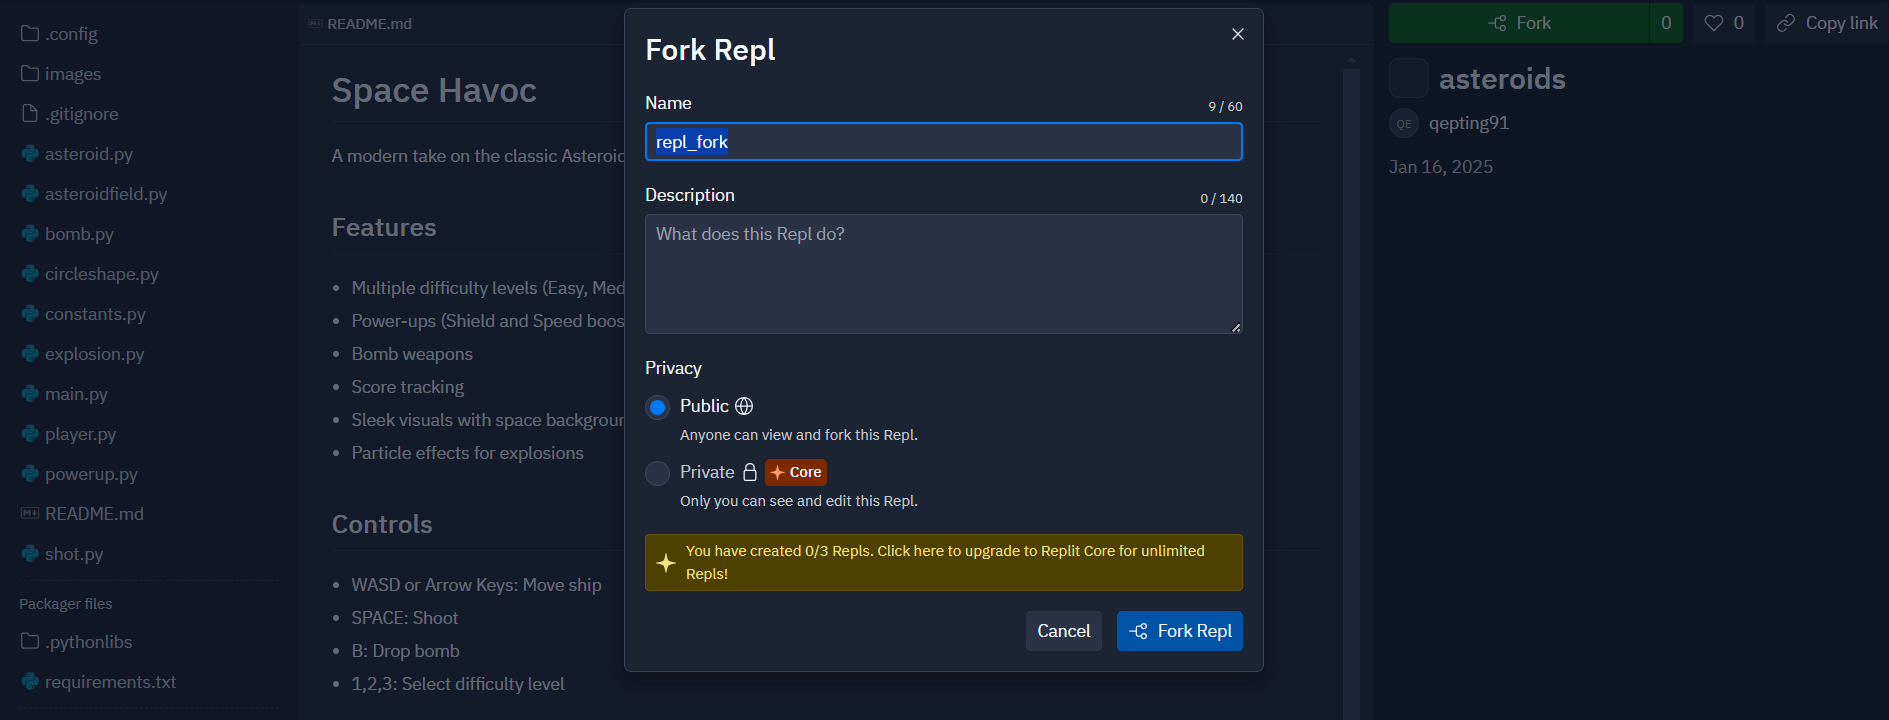 .config
images
.gitignore
asteroid.py
asteroidfield.py
bomb.py
circleshape.py
constants.py
explosion.py
main.py
player.py
powerup.py
README.md
shot.py
Packager files
.pythonlibs
requirements.txt
README.md
Space Havoc
A modern take on the classic Asteroid
Features
Multiple difficulty levels (Easy, Med
Power-ups (Shield and Speed boos
Bomb weapons
Score tracking
Sleek visuals with space backgroun
Particle effects for explosions
Controls
WASD or Arrow Keys: Move ship
SPACE: Shoot
B: Drop bomb
1,2,3: Select difficulty level
Fork Repl
Name
9 / 60
repl_fork
Description
0 / 140
What does this Repl do?
Privacy
Public
Anyone can view and fork this Repl.
Private Core
Only you can see and edit this Repl.
You have created 0/3 Repls. Click here to upgrade to Replit Core for unlimited
Repls!
Cancel
Fork Repl
Fork 0
0
Copy link
asteroids
QE qepting91
Jan 16, 2025